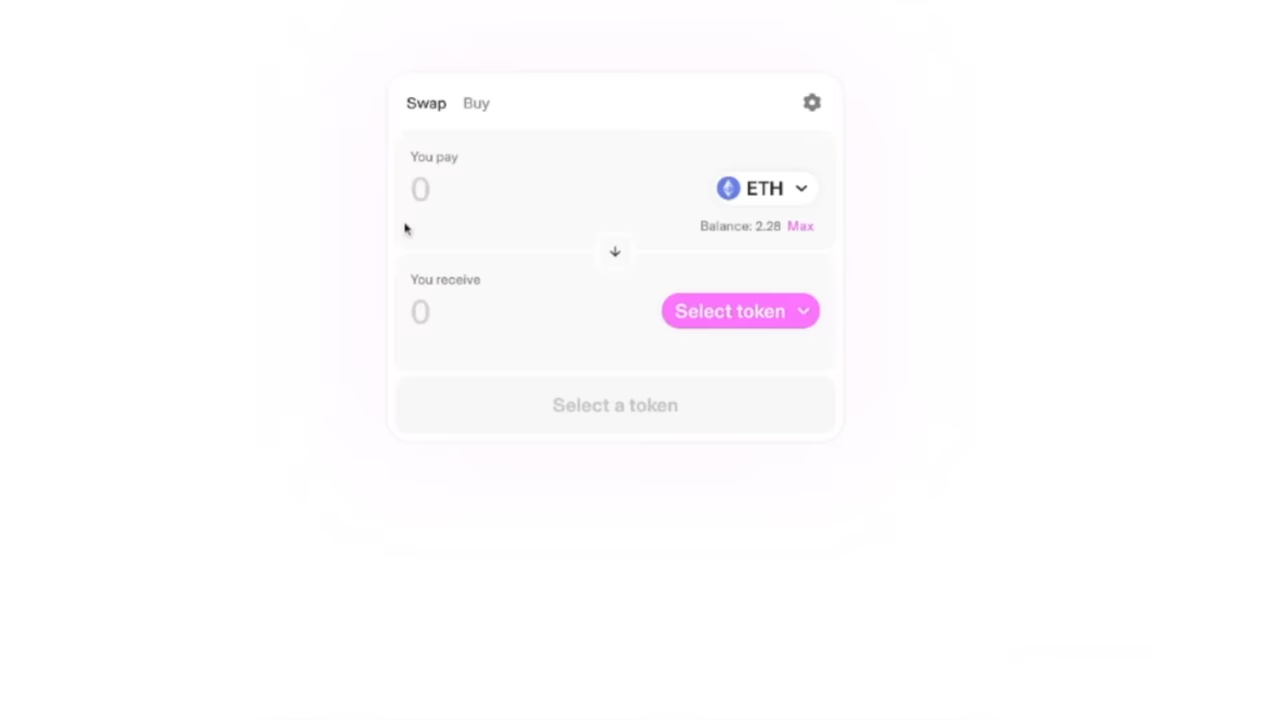 Swap Buy
You pay
0
ETH
Balance: 2.28 Max
You receive
0
Select token
Select a token